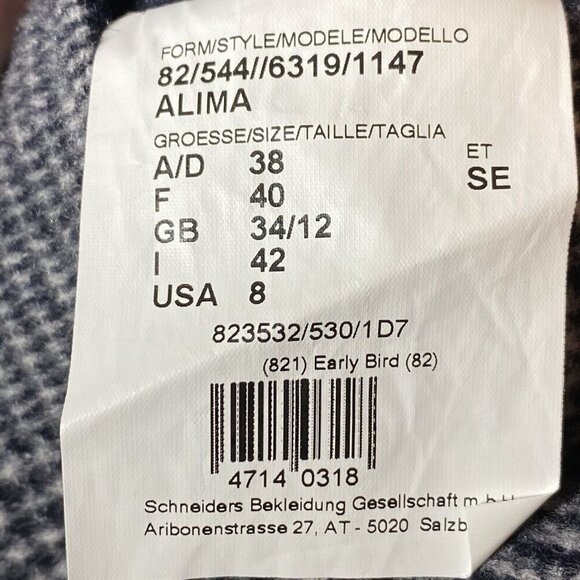 FORM/STYLE/MODELE/MODELLO
82/544//6319/1147
ALIMA
GROESSE/SIZE/TAILLE/TAGLIA
A/D 38
F 40
GB 34/12
I 42
USA 8
ET
SE
823532/530/1D7
(821) Early Bird (82)
4714 0318
Schneiders Bekleidung Gesellschaft m
Aribonenstrasse 27, AT - 5020 Salzb